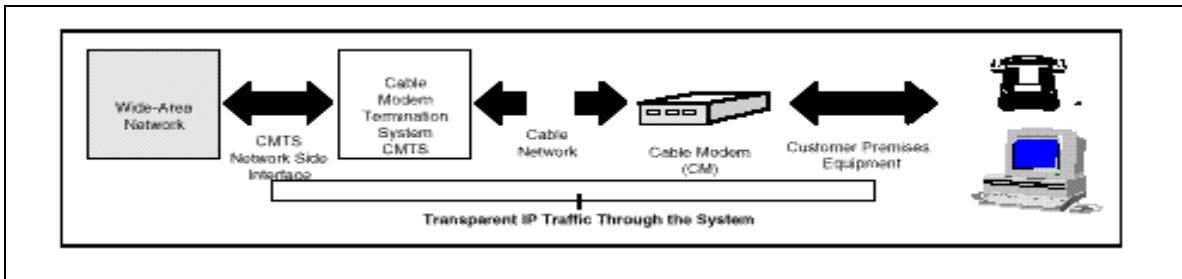 Wide-Area
Network
CMTS
Network Side
Interface
Cable
Modem
Termination
System
CMTS
Cable
Network
Cable Modem
(CM)
Customer Premises
Equipment
Transparent IP Traffic Through the System